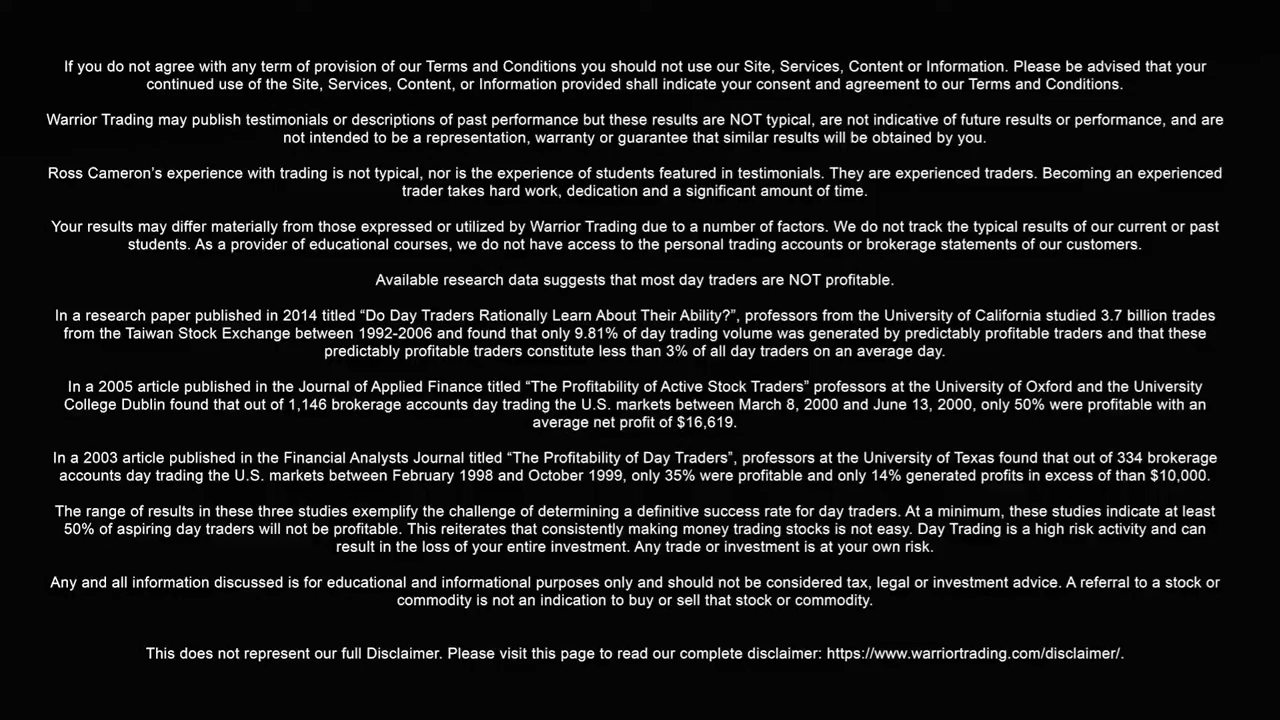 If you do not agree with any term of provision of our Terms and Conditions you should not use our Site, Services, Content or Information. Please be advised that your
continued use of the Site, Services, Content, or Information provided shall indicate your consent and agreement to our Terms and Conditions.
Warrior Trading may publish testimonials or descriptions of past performance but these results are NOT typical, are not indicative of future results or performance, and are
not intended to be a representation, warranty or guarantee that similar results will be obtained by you.
Ross Cameron's experience with trading is not typical, nor is the experience of students featured in testimonials. They are experienced traders. Becoming an experienced
trader takes hard work, dedication and a significant amount of time.
Your results may differ materially from those expressed or utilized by Warrior Trading due to a number of factors. We do not track the typical results of our current or past
students. As a provider of educational courses, we do not have access to the personal trading accounts or brokerage statements of our customers.
Available research data suggests that most day traders are NOT profitable.
In a research paper published in 2014 titled “Do Day Traders Rationally Learn About Their Ability?”, professors from the University of California studied 3.7 billion trades
from the Taiwan Stock Exchange between 1992-2006 and found that only 9.81% of day trading volume was generated by predictably profitable traders and that these
predictably profitable traders constitute less than 3% of all day traders on an average day.
In a 2005 article published in the Journal of Applied Finance titled “The Profitability of Active Stock Traders” professors at the University of Oxford and the University
College Dublin found that out of 1,146 brokerage accounts day trading the U.S. markets between March 8, 2000 and June 13, 2000, only 50% were profitable with an
average net profit of $16,619.
In a 2003 article published in the Financial Analysts Journal titled “The Profitability of Day Traders”, professors at the University of Texas found that out of 334 brokerage
accounts day trading the U.S. markets between February 1998 and October 1999, only 35% were profitable and only 14% generated profits in excess of than $10,000.
The range of results in these three studies exemplify the challenge of determining a definitive success rate for day traders. At a minimum, these studies indicate at least
50% of aspiring day traders will not be profitable. This reiterates that consistently making money trading stocks is not easy. Day Trading is a high risk activity and can
result in the loss of your entire investment. Any trade or investment is at your own risk.
Any and all information discussed is for educational and informational purposes only and should not be considered tax, legal or investment advice. A referral to a stock or
commodity is not an indication to buy or sell that stock or commodity.
This does not represent our full Disclaimer. Please visit this page to read our complete disclaimer: https://www.warriortrading.com/disclaimer/.